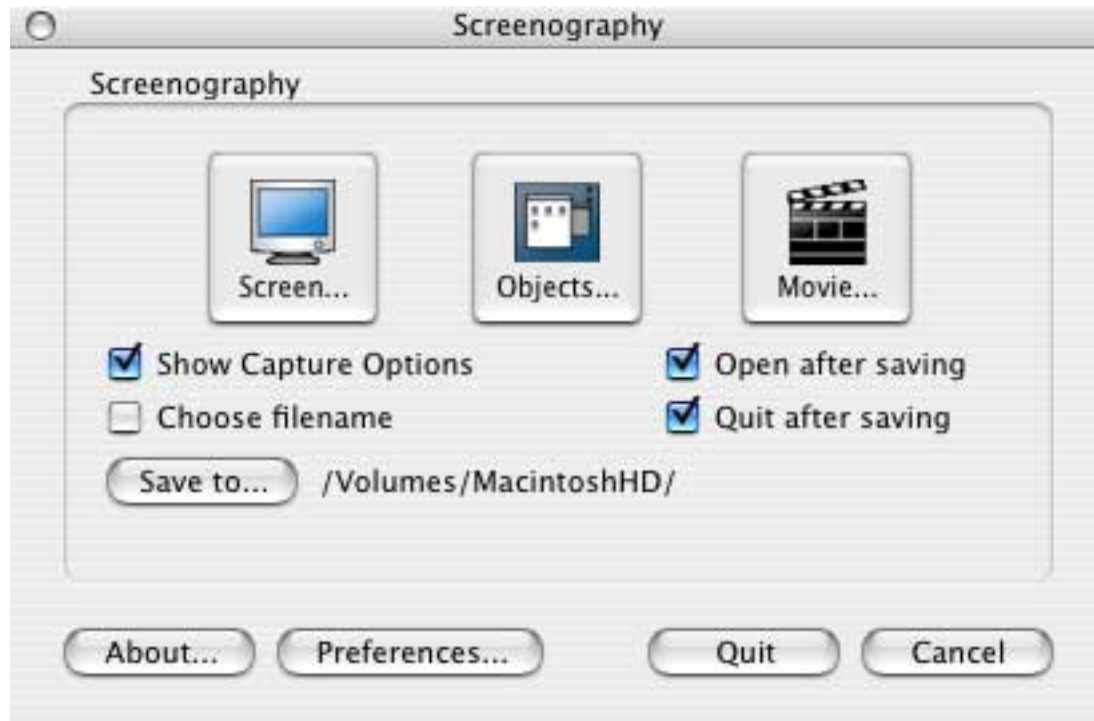 Screenography
Screenography
Screen... Objects... Movie...
Show Capture Options Open after saving
Choose filename Quit after saving
Save to... /Volumes/MacintoshHD/
About... Preferences... Quit Cancel